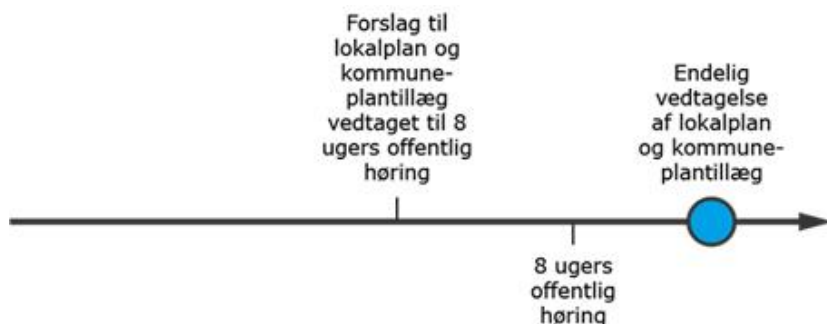 Forslag til
lokalplan og
kommune-
plantillæg
vedtaget til 8
ugers offentlig
høring
Endelig
vedtagelse
af lokalplan
og kommune-
plantillæg
8 ugers
offentlig
høring